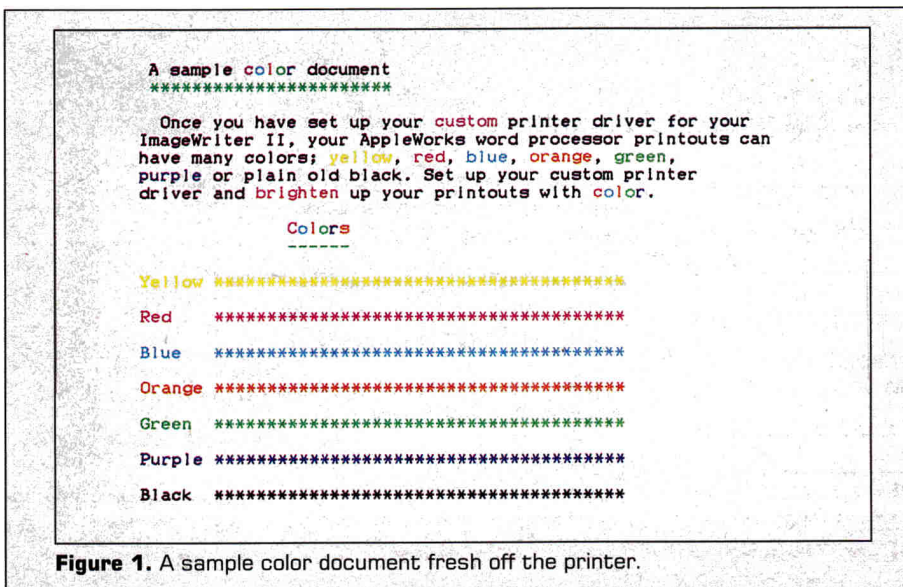 A sample color document
***********************
Once you have set up your custom printer driver for your
ImageWriter II, your AppleWorks word processor printouts can
have many colors; yellow, red, blue, orange, green,
purple or plain old black. Set up your custom printer
driver and brighten up your printouts with color.
Colors
------
Yellow ***************************************
Red ***************************************
Blue ***************************************
Orange ***************************************
Green ***************************************
Purple ***************************************
Black ***************************************
Figure 1. A sample color document fresh off the printer.